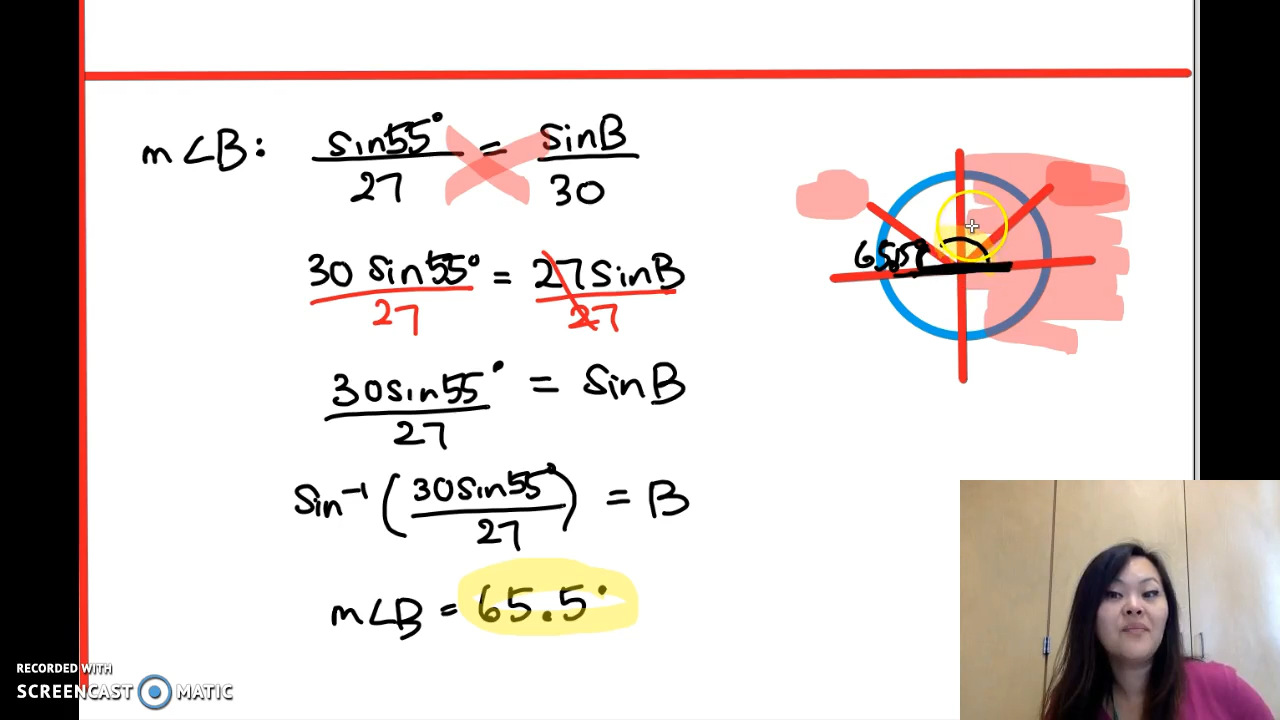 m∠B: sin55°/27 = sinB/30
30 sin55°/27 = 27sinB/27
30sin55°/27 = sinB
sin⁻¹(30sin55°/27) = B
m∠B = 65.5°
65.5°
RECORDED WITH
SCREENCAST MATIC